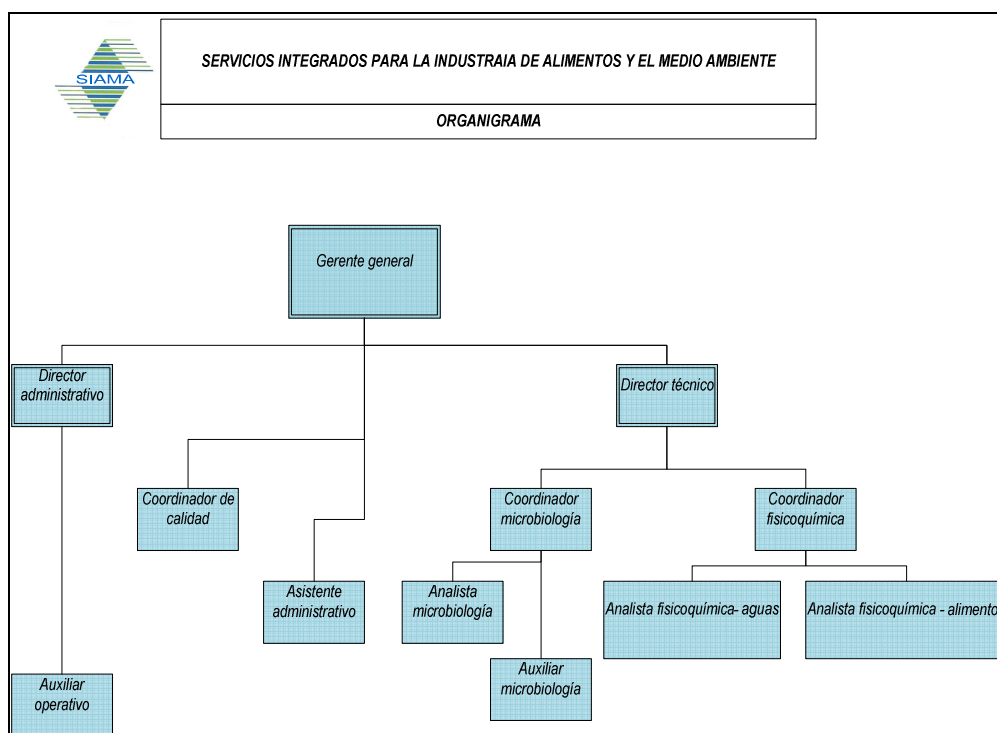 SIAMA
SERVICIOS INTEGRADOS PARA LA INDUSTRAIA DE ALIMENTOS Y EL MEDIO AMBIENTE
ORGANIGRAMA
Gerente general
Director
administrativo
Director técnico
Coordinador de
calidad
Coordinador
microbiología
Coordinador
fisicoquímica
Asistente
administrativo
Analista
microbiología
Analista fisicoquímica- aguas
Analista fisicoquímica - alimento
Auxiliar
microbiología
Auxiliar
operativo